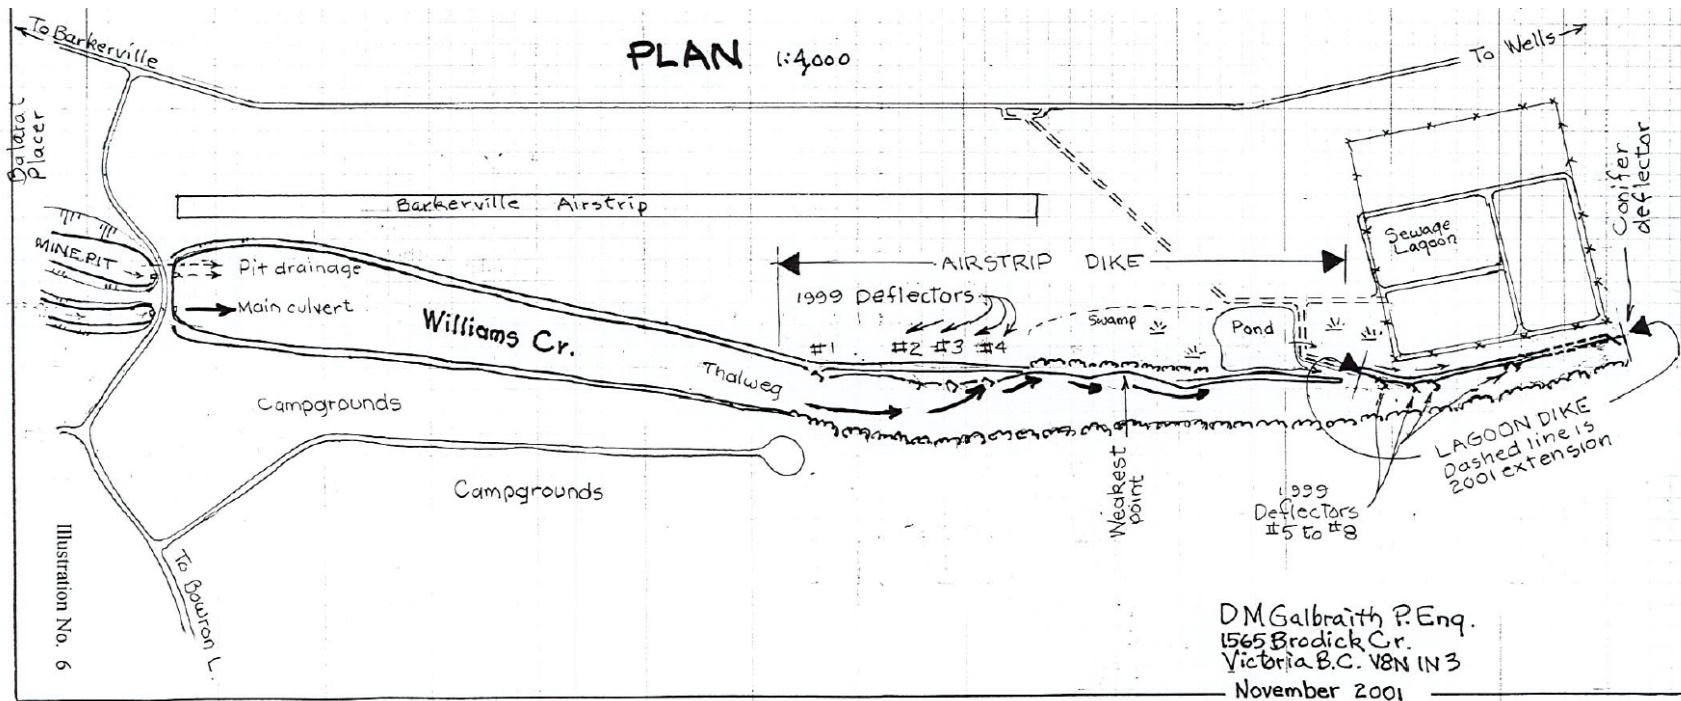 To Barkerville
PLAN 1:4,000
To Wells
Balarat
Placer
Conifer
deflector
Barkerville Airstrip
Sewage
Lagoon
MINE PIT
Pit drainage
AIRSTRIP DIKE
Main culvert
1999 Deflectors
Williams Cr.
Swamp
Pond
#1 #2 #3 #4
Thalweg
Campgrounds
LAGOON DIKE
Dashed line is
2001 extension
Campgrounds
Weakest
point
1999
Deflectors
#5 to #8
To Bowron L.
Illustration No. 6
DM Galbraith P. Eng.
1565 Brodick Cr.
Victoria B.C. V8N 1N3
November 2001